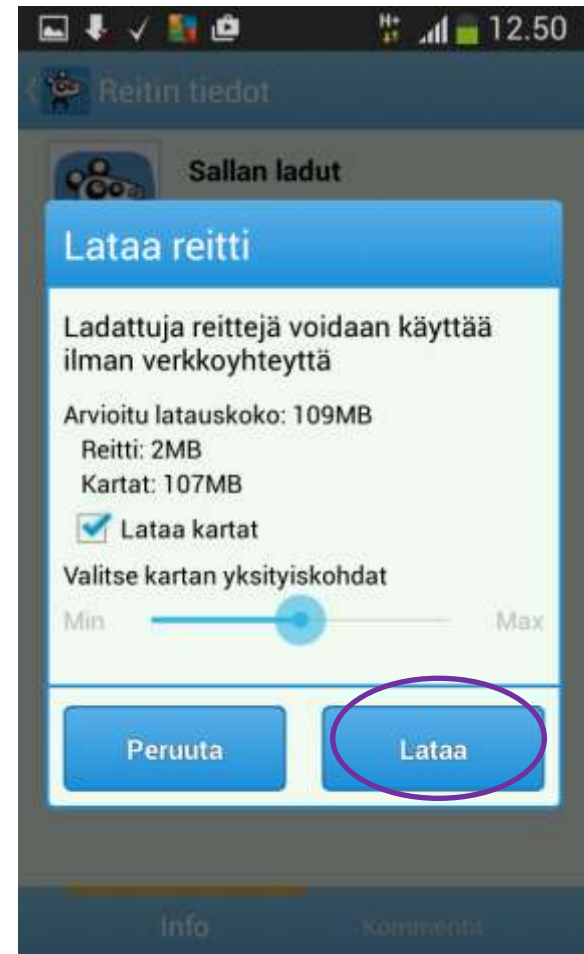 12.50
Reitin tiedot
Sallan ladut
Lataa reitti
Ladattuja reittejä voidaan käyttää
ilman verkkoyhteyttä
Arvioitu latauskoko: 109MB
Reitti: 2MB
Kartat: 107MB
Lataa kartat
Valitse kartan yksityiskohdat
Min Max
Peruuta Lataa
Info Kommentit